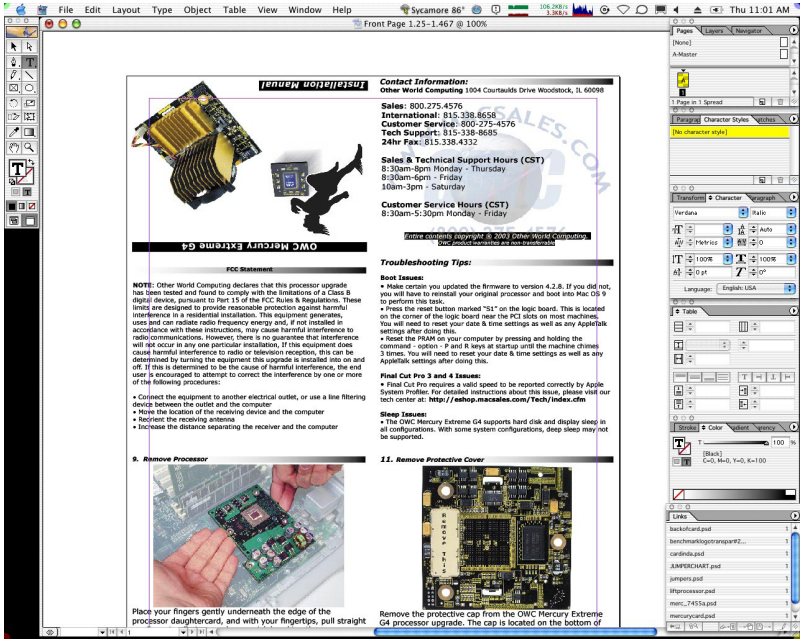 File Edit Layout Type Object Table View Window Help
Sycamore 86°
106.2KB/s
3.3KB/s
Thu 11:01 AM
Front Page 1.25-1.467 @ 100%
Installation Manual
OWC Mercury Extreme G4
FCC Statement
NOTE: Other World Computing declares that this processor upgrade
has been tested and found to comply with the limitations of a Class B
digital device, pursuant to Part 15 of the FCC Rules & Regulations. These
limits are designed to provide reasonable protection against harmful
interference in a residential installation. This equipment generates,
uses and can radiate radio frequency energy and, if not installed in
accordance with these instructions, may cause harmful interference to
radio communications. However, there is no guarantee that interference
will not occur in any particular installation, If this equipment does
cause harmful interference to radio or television reception, this can be
determined by turning the equipment this upgrade is installed into on and
off. If this is determined to be the cause of harmful interference, the end
user is encouraged to attempt to correct the interference by one or more
of the following procedures:
• Connect the equipment to another electrical outlet, or use a line filtering
device between the outlet and the computer
• Move the location of the receiving device and the computer
• Reorient the receiving antenna
• Increase the distance separating the receiver and the computer
9. Remove Processor
Place your fingers gently underneath the edge of the
processor daughtercard, and with your fingertips, pull straight
Contact Information:
Other World Computing 1004 Courtaulds Drive Woodstock, IL 60098
Sales: 800.275.4576
International: 815.338.8658
Customer Service: 800-275-4576
Tech Support: 815-338-8685
24hr Fax: 815.338.4332
Sales & Technical Support Hours (CST)
8:30am-8pm Monday - Thursday
8:30am-6pm - Friday
10am-3pm - Saturday
Customer Service Hours (CST)
8:30am-5:30pm Monday - Friday
MACSALES.COM
OWC
(800) 275-4576
Entire contents copyright © 2003 Other World Computing.
OWC product warranties are non-transferrable
Troubleshooting Tips:
Boot Issues:
• Make certain you updated the firmware to version 4.2.8. If you did not,
you will have to reinstall your original processor and boot into Mac OS 9
to perform this task.
• Press the reset button marked "S1" on the logic board. This is located
on the corner of the logic board near the PCI slots on most machines.
You will need to reset your date & time settings as well as any AppleTalk
settings after doing this.
• Reset the PRAM on your computer by pressing and holding the
command - option - P and R keys at startup until the machine chimes
3 times. You will need to reset your date & time settings as well as any
AppleTalk settings after doing this.
Final Cut Pro 3 and 4 Issues:
• Final Cut Pro requires a valid speed to be reported correctly by Apple
System Profiler. For detailed instructions about this issue, please visit our
tech center at: http://eshop.macsales.com/Tech/index.cfm
Sleep Issues:
• The OWC Mercury Extreme G4 supports hard disk and display sleep in
all configurations. With some system configurations, deep sleep may not
be supported.
11. Remove Protective Cover
Remove This
Remove the protective cap from the OWC Mercury Extreme
G4 processor upgrade. The cap is located on the bottom of
1
Pages Layers Navigator
[None]
A-Master
A
1
1 Page in 1 Spread
Paragrap Character Styles watches
[No character style]
Transform Character aragraph
Verdana Italic
Auto
Metrics 0
100% 100%
0 pt 0°
Language: English: USA
Table
Stroke Color adient arency
T 100 %
[Black]
C=0, M=0, Y=0, K=100
Links
backofcard.psd 1
benchmarklogotranspar#2... 1
cardinda.psd 1
JUMPERCHART.psd 1
jumpers.psd 1
liftprocessor.psd 1
merc_7455a.psd 1
mercurycard.psd 1